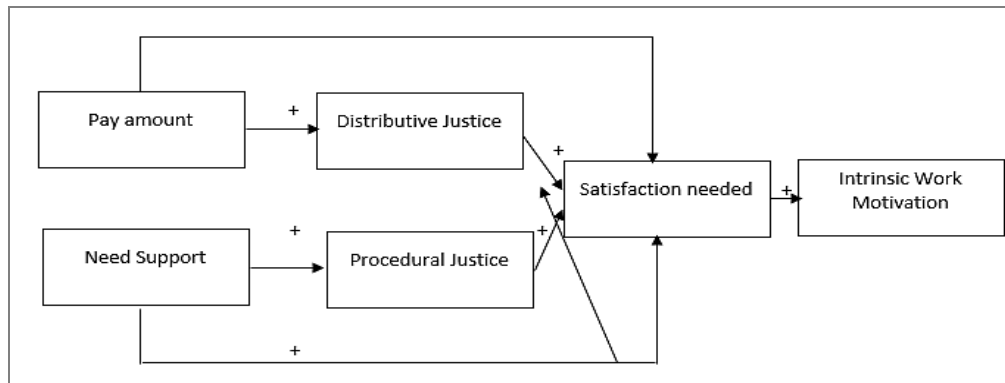 +
Pay amount
Distributive Justice
+
Satisfaction needed
+
Intrinsic Work
Motivation
+
Need Support
Procedural Justice
+
+